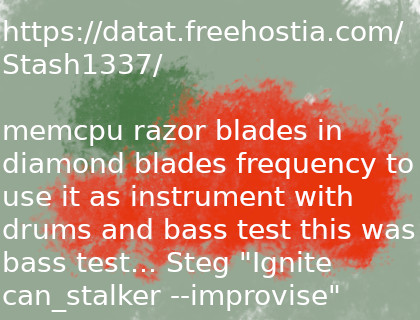 https://datat.freehostia.com/
Stash1337/
memcpu razor blades in
diamond blades frequency to
use it as instrument with
drums and bass test this was
bass test... Steg "Ignite
can_stalker --improvise"